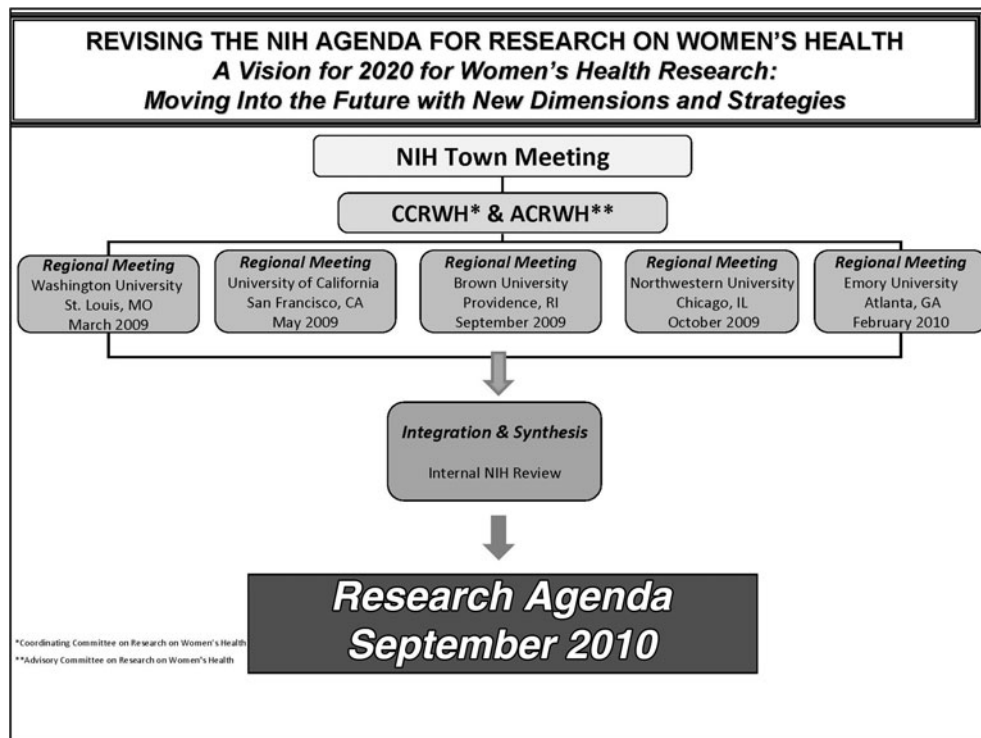 REVISING THE NIH AGENDA FOR RESEARCH ON WOMEN'S HEALTH
A Vision for 2020 for Women's Health Research:
Moving Into the Future with New Dimensions and Strategies
NIH Town Meeting
CCRWH* & ACRWH**
Regional Meeting
Washington University
St. Louis, MO
March 2009
Regional Meeting
University of California
San Francisco, CA
May 2009
Regional Meeting
Brown University
Providence, RI
September 2009
Regional Meeting
Northwestern University
Chicago, IL
October 2009
Regional Meeting
Emory University
Atlanta, GA
February 2010
Integration & Synthesis
Internal NIH Review
Research Agenda
September 2010
*Coordinating Committee on Research on Women's Health
**Advisory Committee on Research on Women's Health